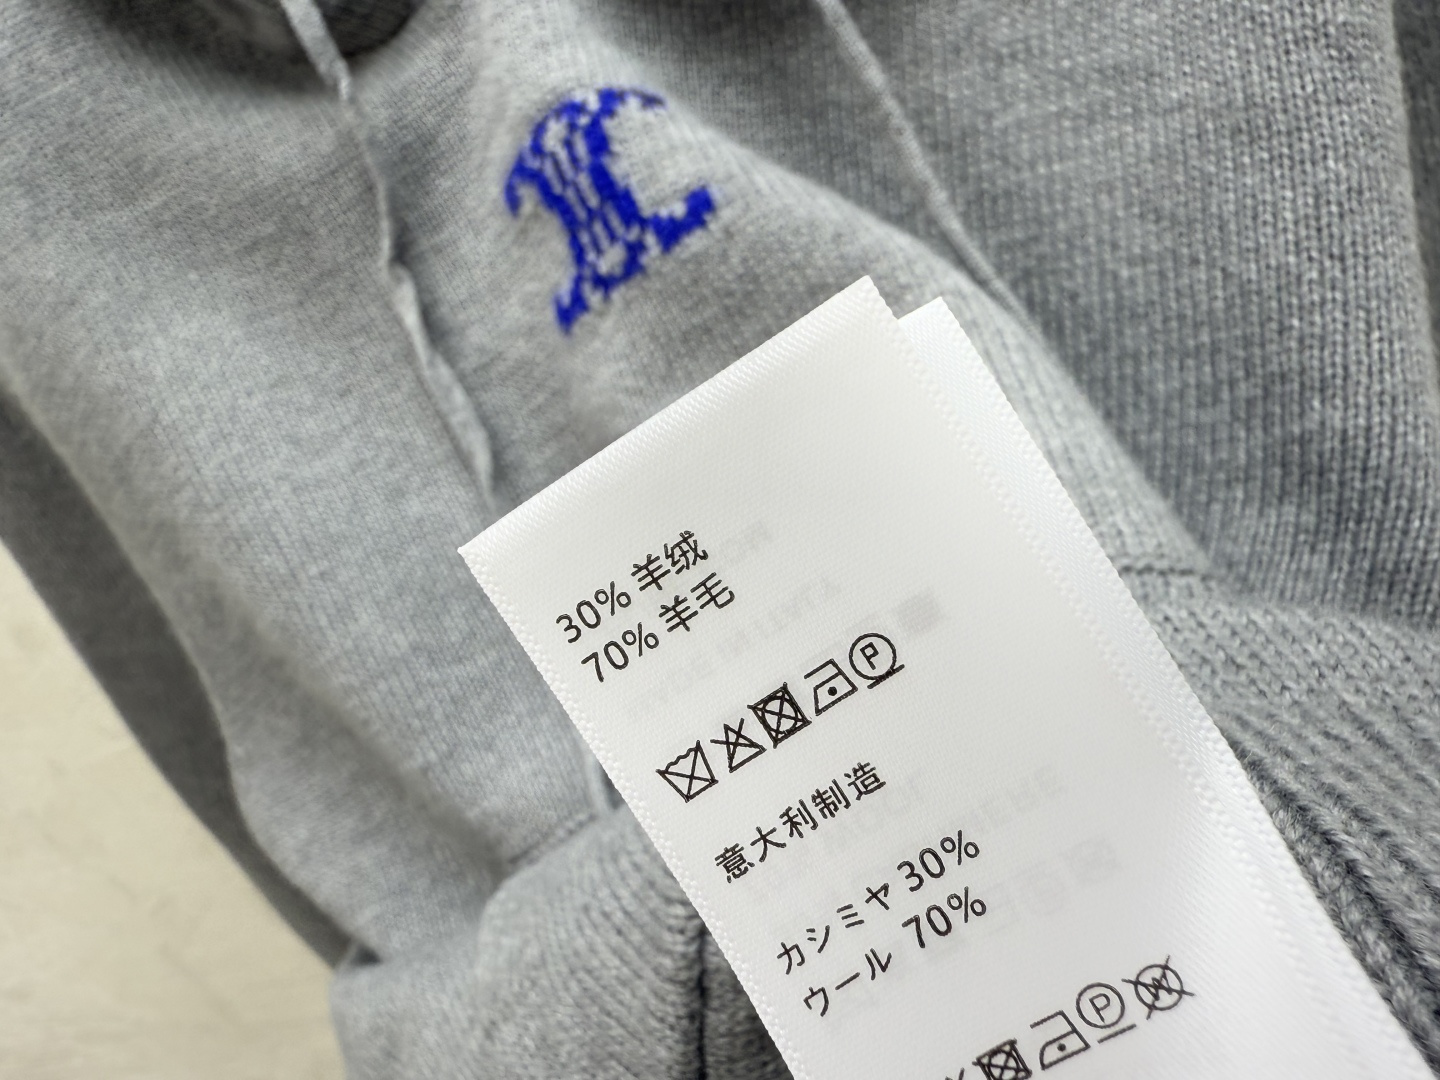 30% 羊绒
70% 羊毛
P
意大利制造
カシミヤ 30%
ウール 70%
P W